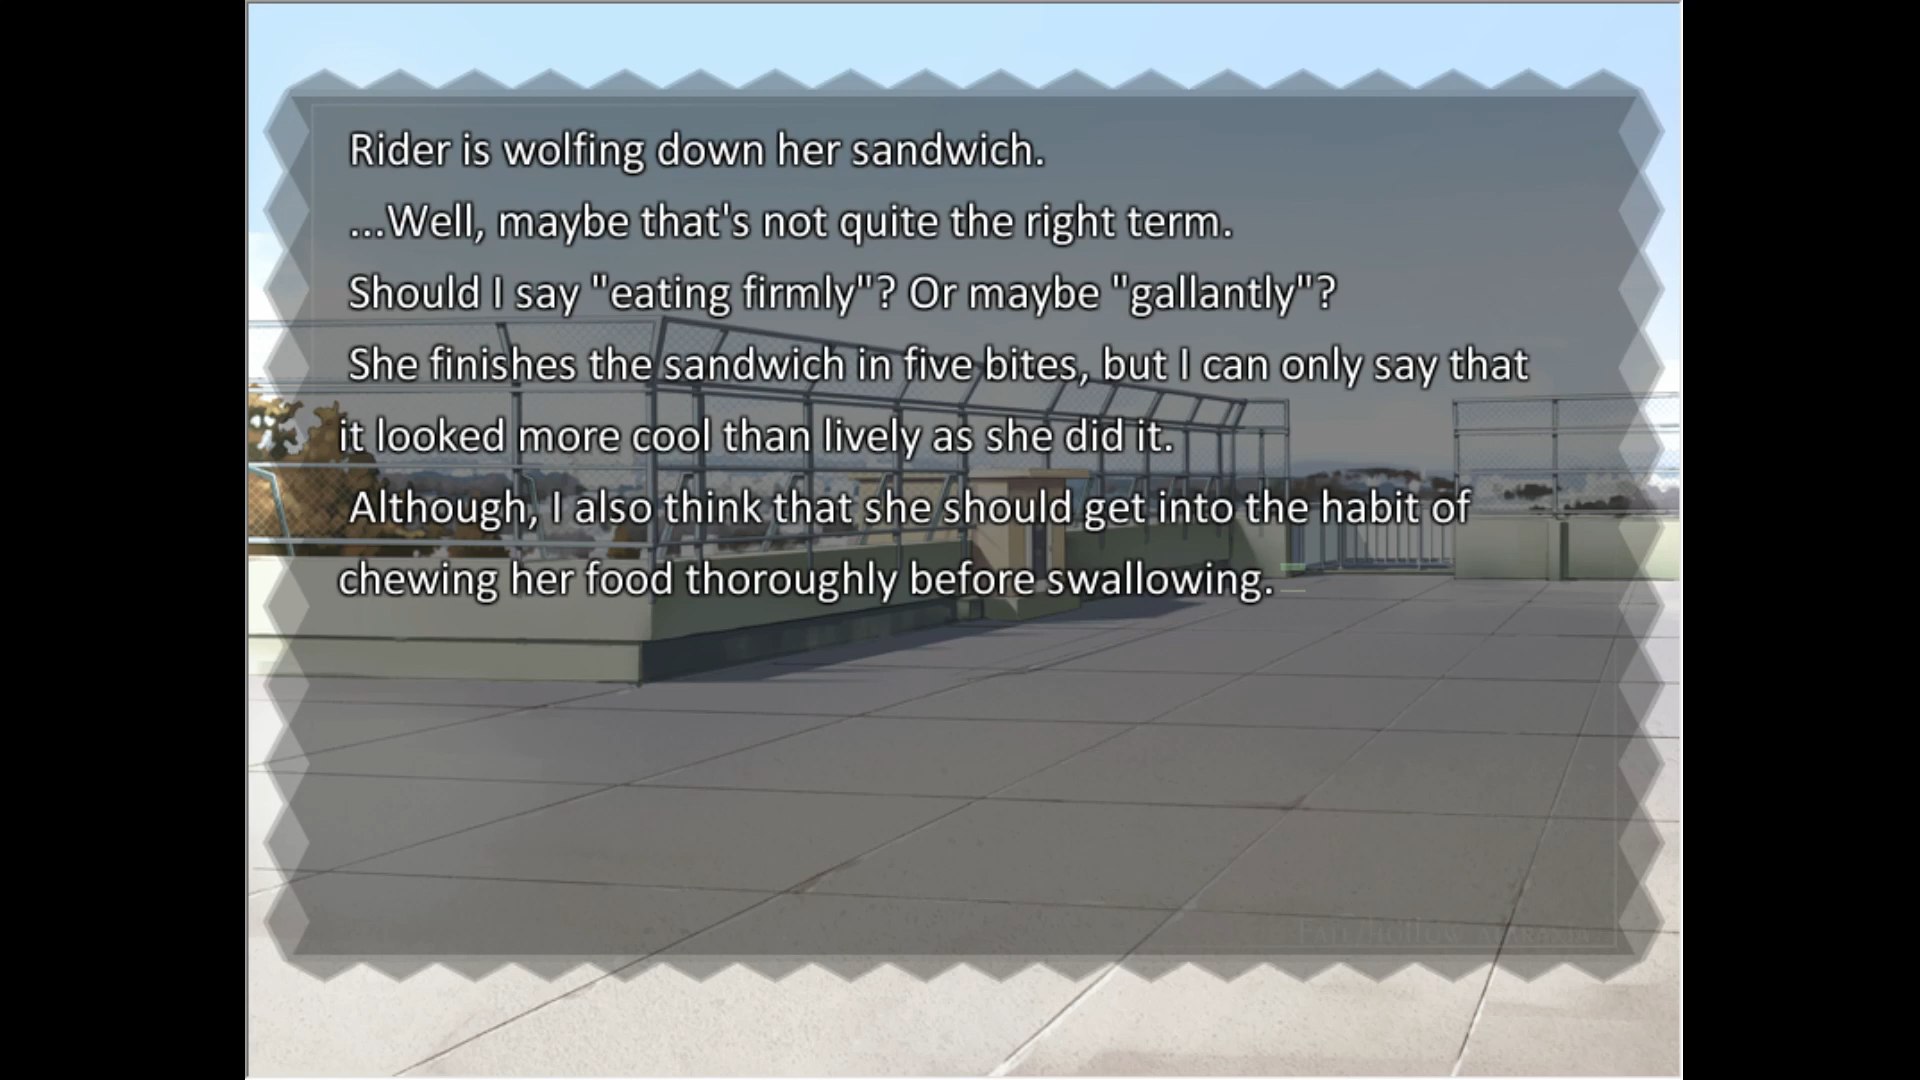 Rider is wolfing down her sandwich.
...Well, maybe that's not quite the right term.
Should I say "eating firmly"? Or maybe "gallantly"?
She finishes the sandwich in five bites, but I can only say that
it looked more cool than lively as she did it.
Although, I also think that she should get into the habit of
chewing her food thoroughly before swallowing.
Fate/hollow ataraxia